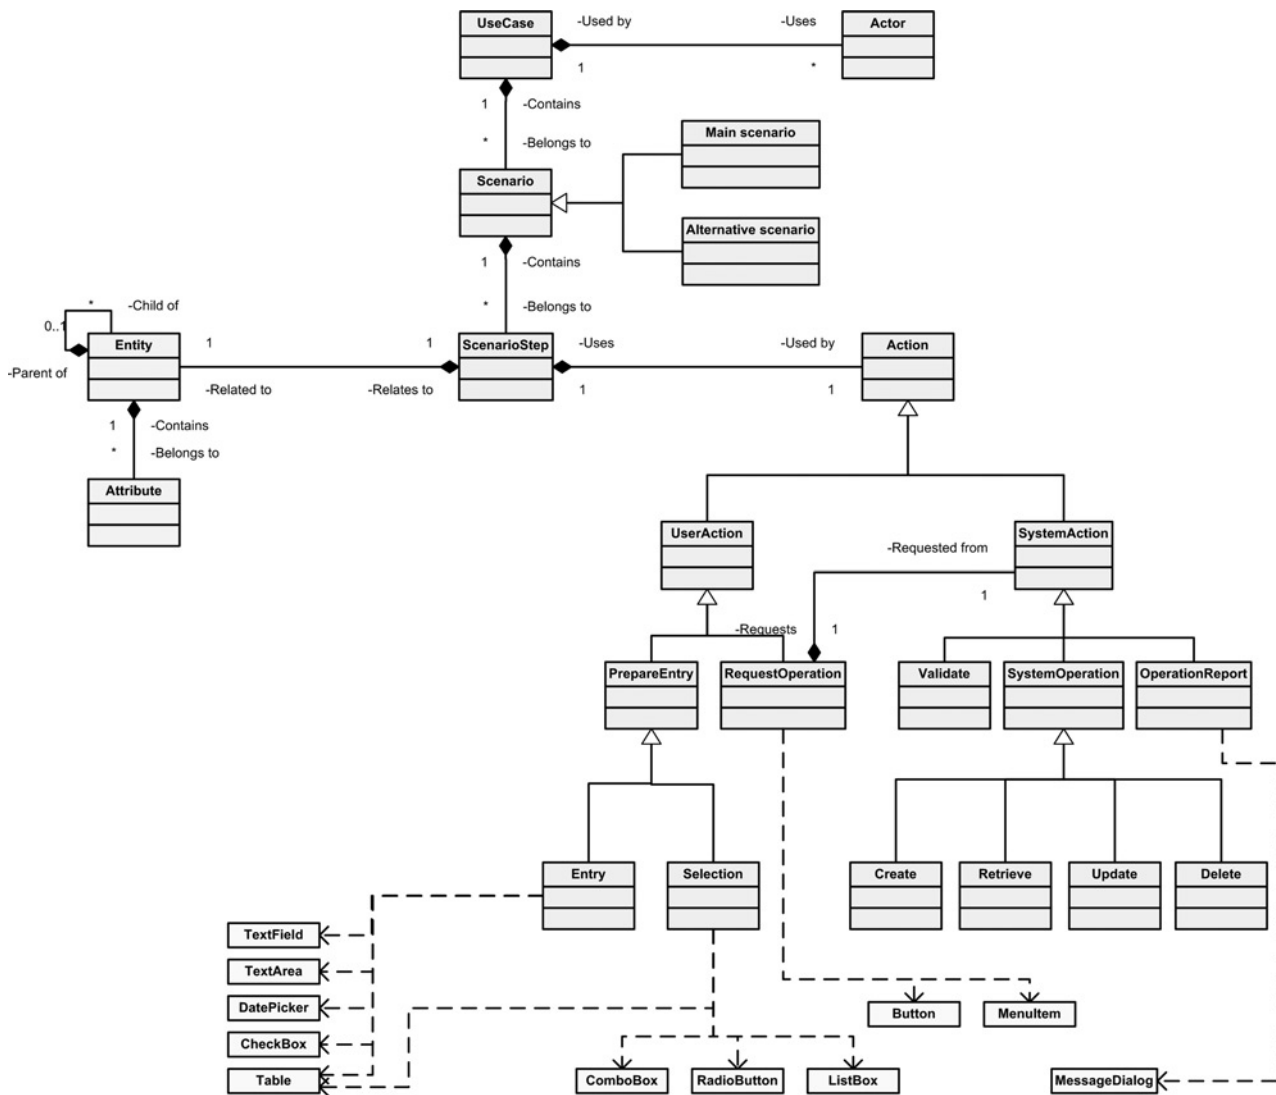 UseCase
-Used by
-Uses
Actor
1
*
1
-Contains
*
-Belongs to
Main scenario
Scenario
Alternative scenario
1
-Contains
*
-Belongs to
*
-Child of
0..1
Entity
1
1
ScenarioStep
-Uses
-Used by
Action
-Parent of
-Related to
-Relates to
1
1
1
-Contains
*
-Belongs to
Attribute
UserAction
-Requested from
SystemAction
1
-Requests
1
PrepareEntry
RequestOperation
Validate
SystemOperation
OperationReport
Entry
Selection
Create
Retrieve
Update
Delete
TextField
TextArea
DatePicker
CheckBox
Table
Button
MenuItem
ComboBox
RadioButton
ListBox
MessageDialog